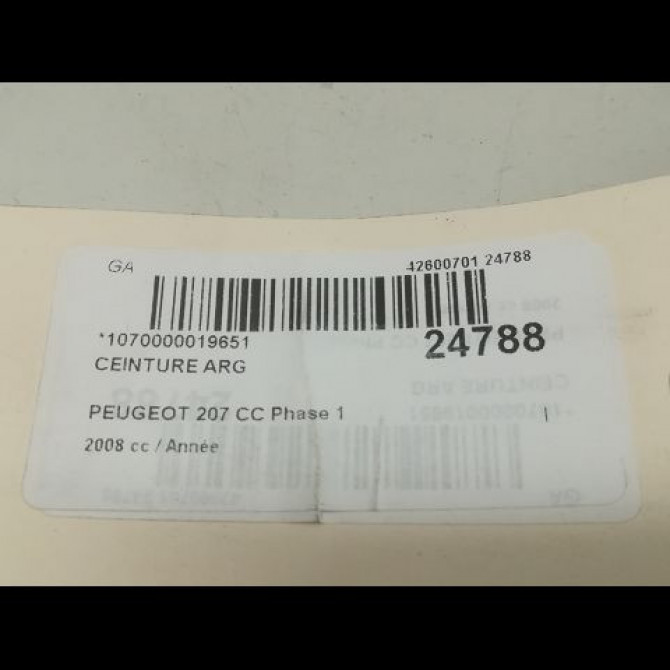 GA 42600701 24788
*1070000019651 24788
CEINTURE ARG
PEUGEOT 207 CC Phase 1
2008 cc / Année